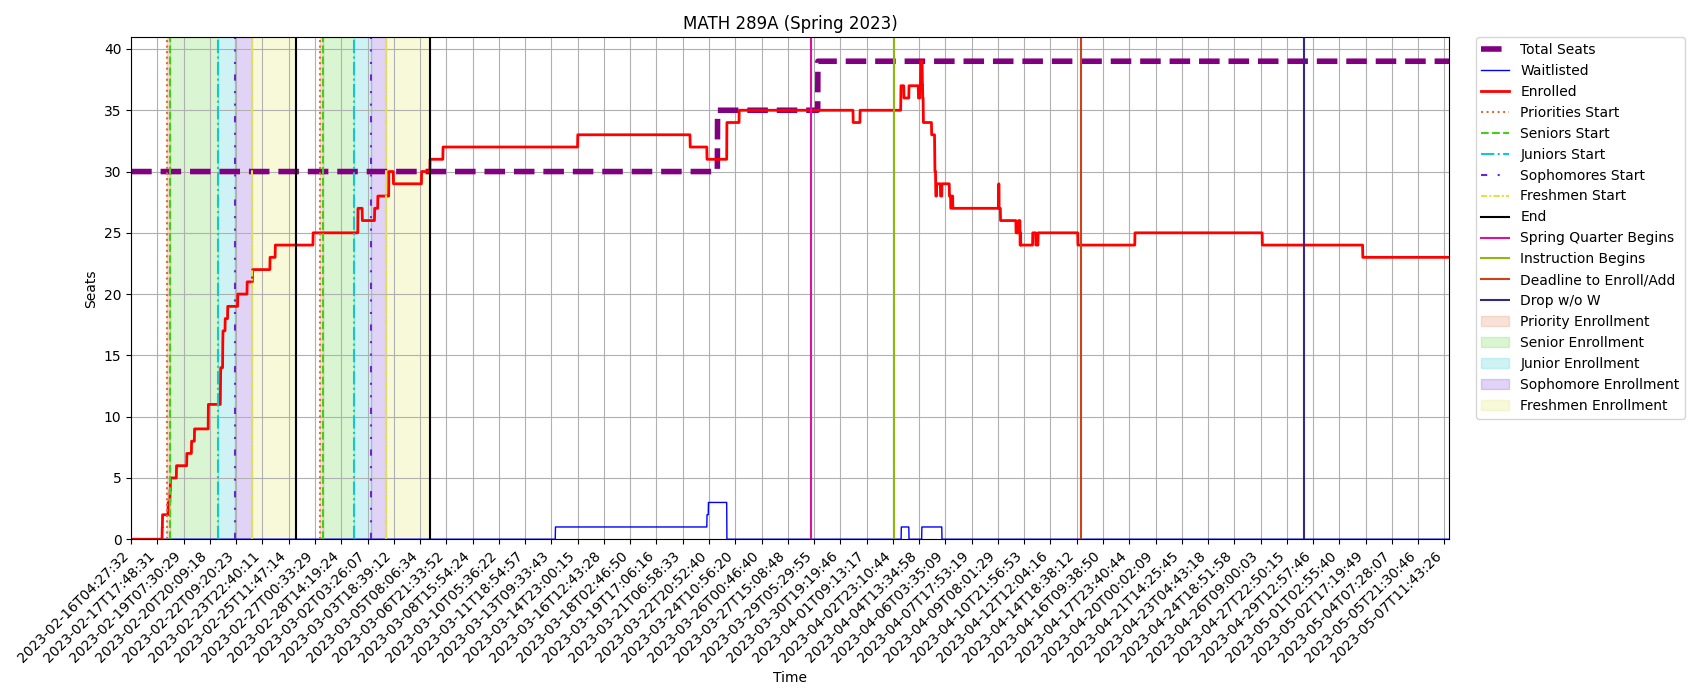 MATH 289A (Spring 2023)
Seats
40
35
30
25
20
15
10
5
0
2023-02-16T04:27:32
2023-02-17T17:48:31
2023-02-19T07:30:29
2023-02-20T20:09:18
2023-02-22T09:20:23
2023-02-23T22:40:11
2023-02-25T11:47:14
2023-02-27T00:33:29
2023-02-28T14:19:24
2023-03-02T03:26:07
2023-03-03T18:39:12
2023-03-05T08:06:34
2023-03-06T21:33:52
2023-03-08T15:54:24
2023-03-10T05:36:22
2023-03-11T18:54:57
2023-03-13T09:33:43
2023-03-14T23:00:15
2023-03-16T12:43:28
2023-03-18T02:46:50
2023-03-19T17:06:16
2023-03-21T06:58:33
2023-03-22T20:52:40
2023-03-24T10:56:20
2023-03-26T00:46:40
2023-03-27T15:08:48
2023-03-29T05:29:55
2023-03-30T19:19:46
2023-04-01T09:13:17
2023-04-02T23:10:44
2023-04-04T13:34:58
2023-04-06T03:35:09
2023-04-07T17:53:19
2023-04-09T08:01:29
2023-04-10T21:56:53
2023-04-12T12:04:16
2023-04-14T18:38:12
2023-04-16T09:38:50
2023-04-17T23:40:44
2023-04-20T00:02:09
2023-04-21T14:25:45
2023-04-23T04:43:18
2023-04-24T18:51:58
2023-04-26T09:00:03
2023-04-27T22:50:15
2023-04-29T12:57:46
2023-05-01T02:55:40
2023-05-02T17:19:49
2023-05-04T07:28:07
2023-05-05T21:30:46
2023-05-07T11:43:26
Time
Total Seats
Waitlisted
Enrolled
Priorities Start
Seniors Start
Juniors Start
Sophomores Start
Freshmen Start
End
Spring Quarter Begins
Instruction Begins
Deadline to Enroll/Add
Drop w/o W
Priority Enrollment
Senior Enrollment
Junior Enrollment
Sophomore Enrollment
Freshmen Enrollment